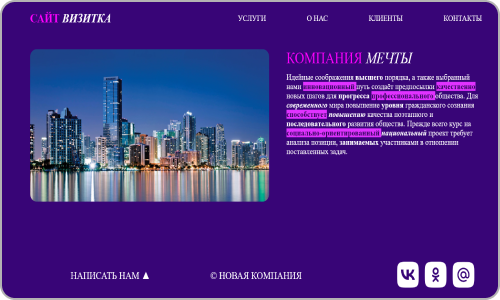 САЙТ ВИЗИТКА
УСЛУГИ
О НАС
КЛИЕНТЫ
КОНТАКТЫ
КОМПАНИЯ МЕЧТЫ
Идейные соображения высшего порядка, а также выбранный
нами инновационный путь создаёт предпосылки качественно
новых шагов для прогресса профессионального общества. Для
современного мира повышение уровня гражданского сознания
способствует повышению качества поэтапного и
последовательного развития общества. Прежде всего курс на
социально-ориентированный национальный проект требует
анализа позиции, занимаемых участниками в отношении
поставленных задач.
НАПИСАТЬ НАМ ▲
© НОВАЯ КОМПАНИЯ